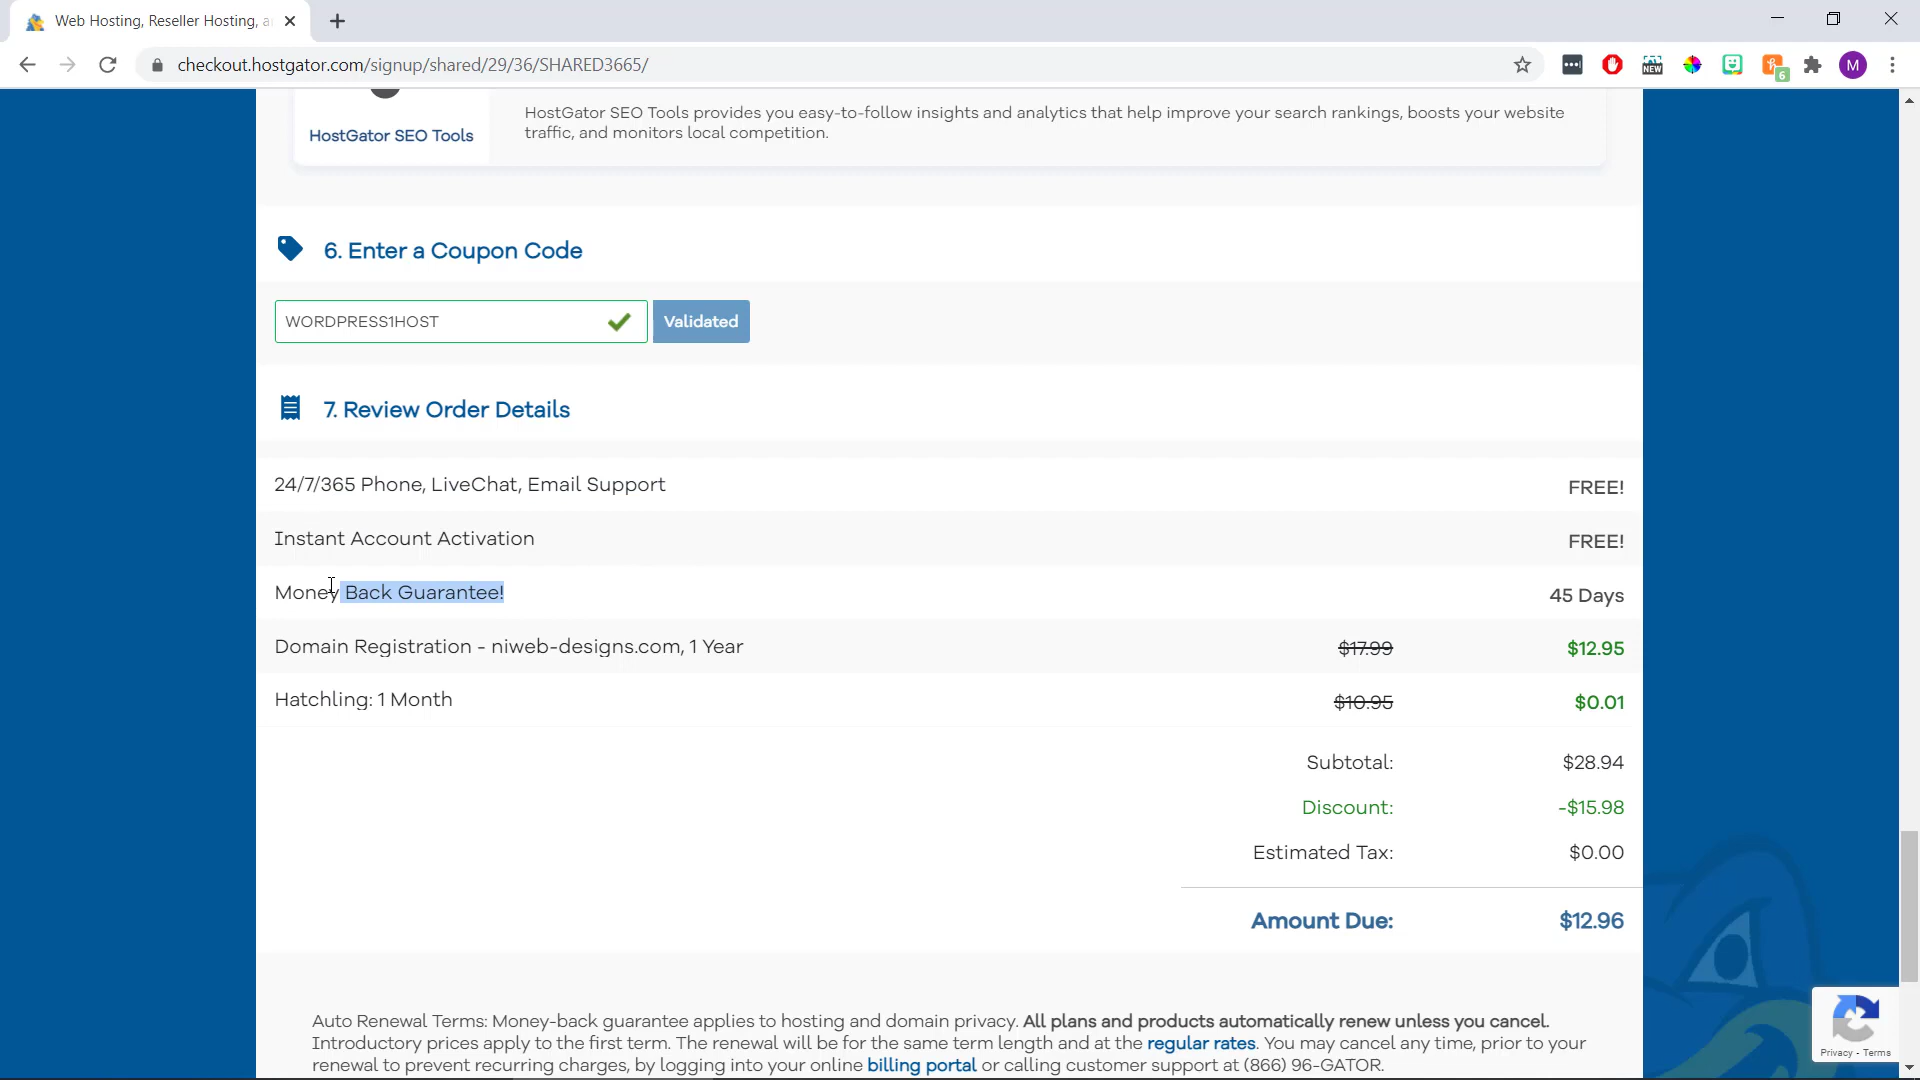 Web Hosting, Reseller Hosting, a
checkout.hostgator.com/signup/shared/29/36/SHARED3665/
NEW
6
M
HostGator SEO Tools
HostGator SEO Tools provides you easy-to-follow insights and analytics that help improve your search rankings, boosts your website
traffic, and monitors local competition.
6. Enter a Coupon Code
WORDPRESS1HOST
Validated
7. Review Order Details
24/7/365 Phone, LiveChat, Email Support FREE!
Instant Account Activation FREE!
Money Back Guarantee! 45 Days
Domain Registration - niweb-designs.com, 1 Year $17.99 $12.95
Hatchling: 1 Month $10.95 $0.01
Subtotal: $28.94
Discount: -$15.98
Estimated Tax: $0.00
Amount Due: $12.96
Auto Renewal Terms: Money-back guarantee applies to hosting and domain privacy. All plans and products automatically renew unless you cancel.
Introductory prices apply to the first term. The renewal will be for the same term length and at the regular rates. You may cancel any time, prior to your
renewal to prevent recurring charges, by logging into your online billing portal or calling customer support at (866) 96-GATOR.
Privacy - Terms